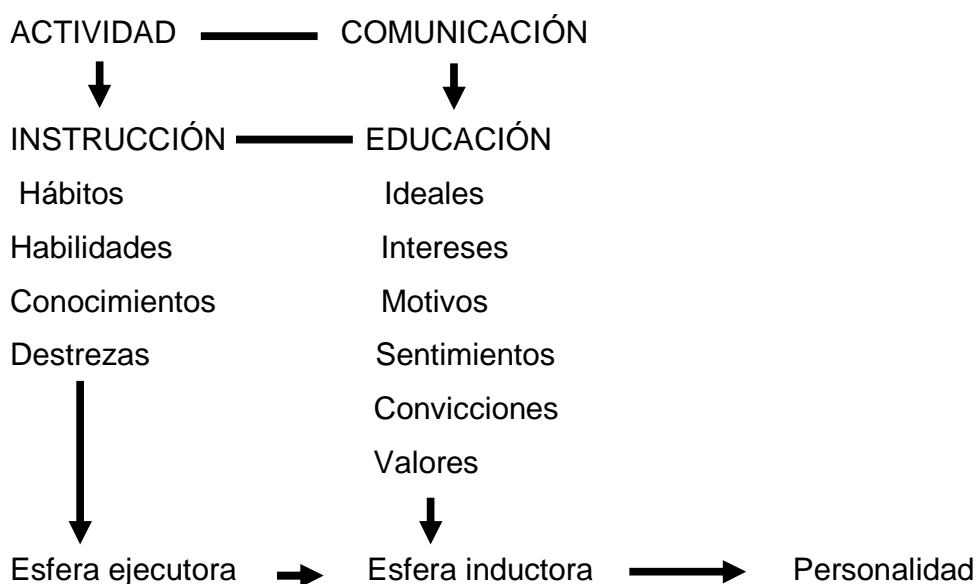 ACTIVIDAD COMUNICACIÓN
INSTRUCCIÓN EDUCACIÓN
Hábitos Ideales
Habilidades Intereses
Conocimientos Motivos
Destrezas Sentimientos
Convicciones
Valores
Esfera ejecutora Esfera inductora Personalidad